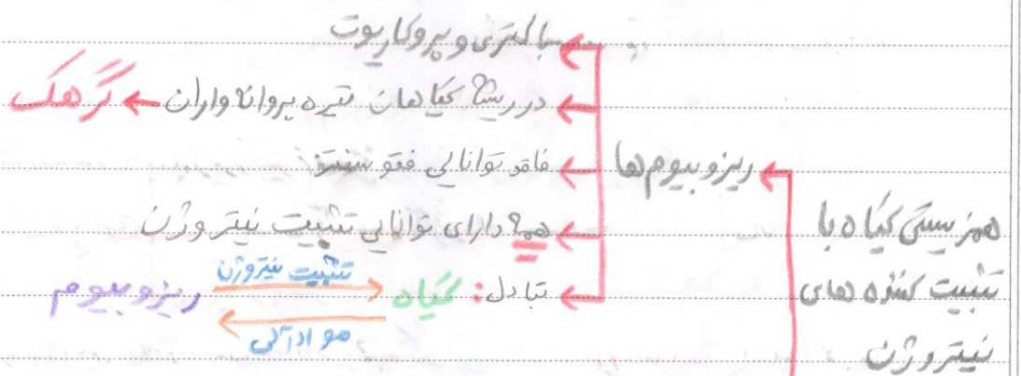 باکتری و پروکاریوت
در ریشهٔ گیاهان تیره پروانه‌واران ← گرهک
فاقد توانایی فتوسنتز
همهٔ دارای توانایی تثبیت نیتروژن
تبادل: گیاه تثبیت نیتروژن ریزوبیوم
مواد آلی
ریزوبیوم‌ها
همزیستی گیاه با
تثبیت کننده‌های
نیتروژن